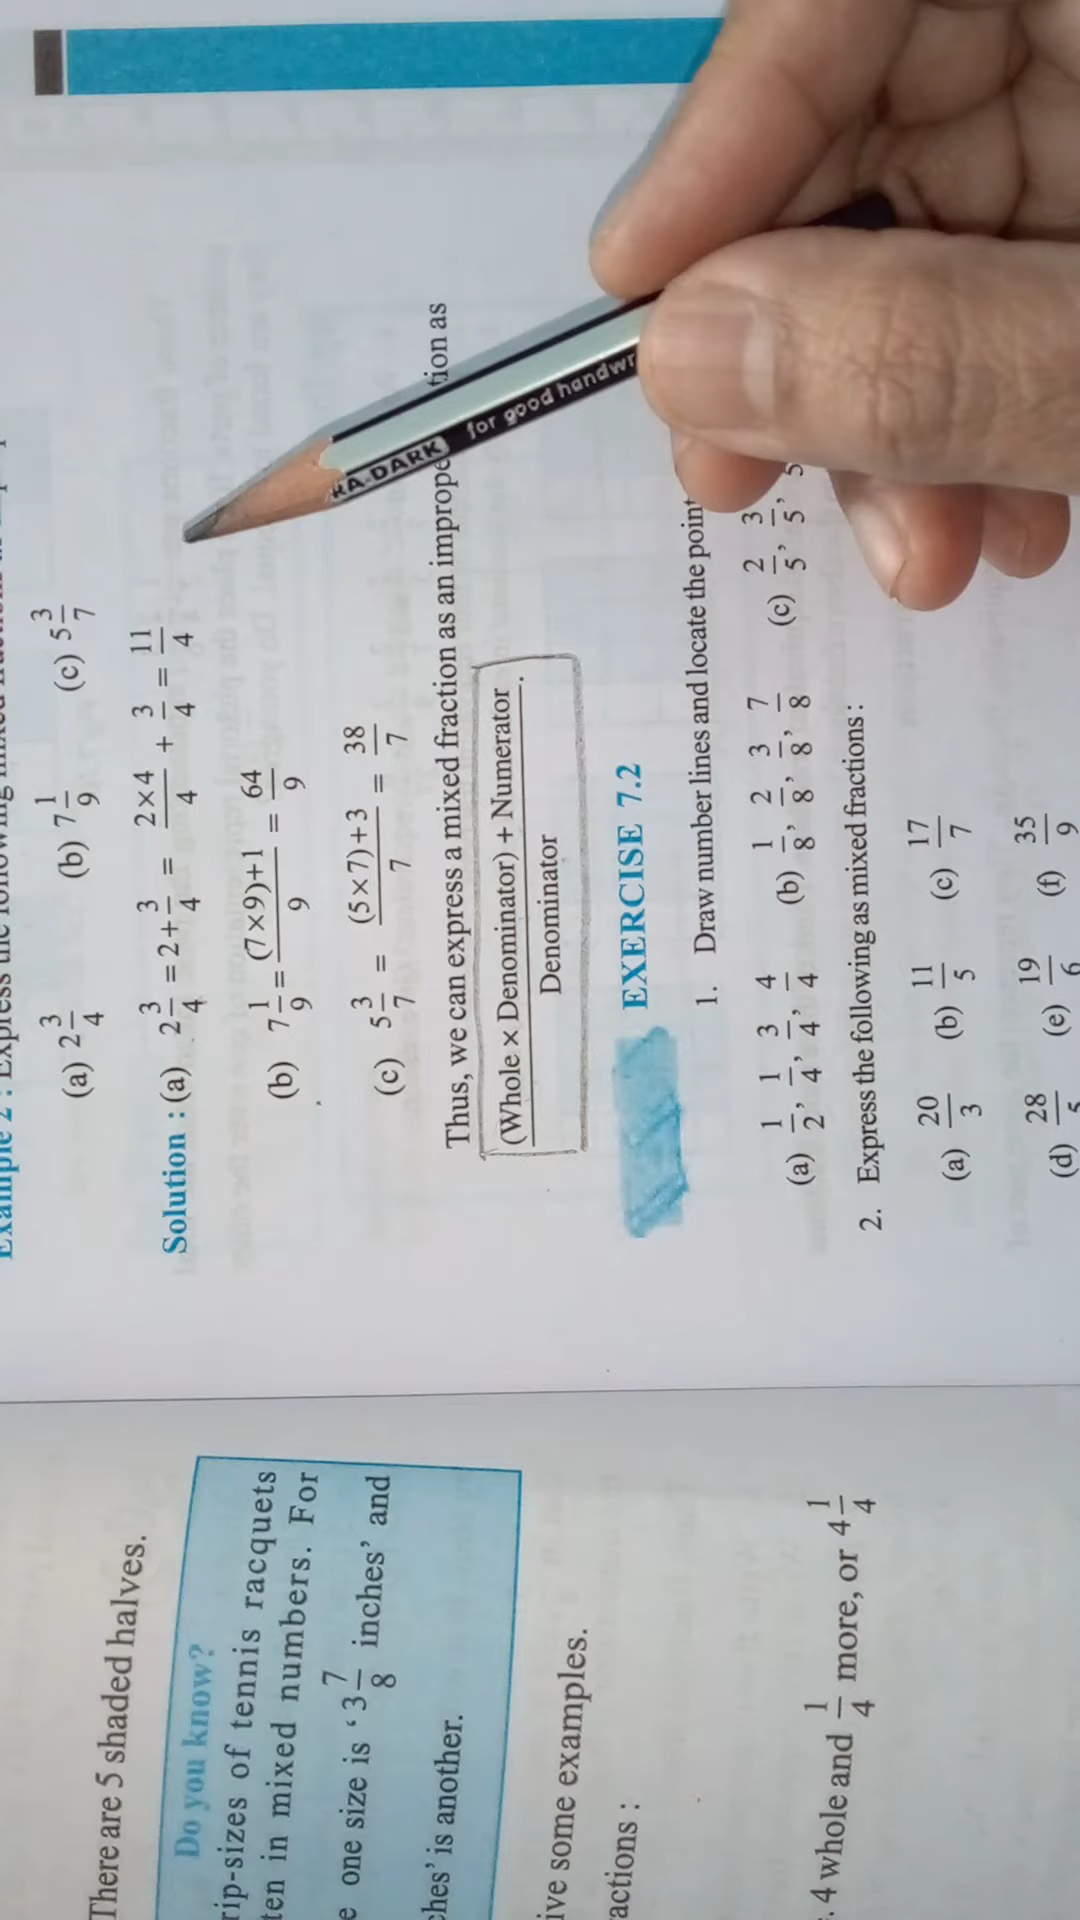 There are 5 shaded halves.
Do you know?
rip-sizes of tennis racquets
ten in mixed numbers. For
one size is ‘3 7/8 inches’ and
ches’ is another.
ive some examples.
actions :
. 4 whole and 1/4 more, or 4 1/4
Example 2 : Express the following mixed
(a) 2 3/4 (b) 7 1/9 (c) 5 3/7
Solution : (a) 2 3/4 = 2 + 3/4 = 2 × 4/4 + 3/4 = 11/4
(b) 7 1/9 = (7 × 9) + 1/9 = 64/9
(c) 5 3/7 = (5 × 7) + 3/7 = 38/7
Thus, we can express a mixed fraction as an improper tion as
(Whole × Denominator) + Numerator
Denominator .
EXERCISE 7.2
1. Draw number lines and locate the point
(a) 1/2, 1/4, 3/4, 4/4 (b) 1/8, 2/8, 3/8, 7/8 (c) 2/5, 3/5, 5
2. Express the following as mixed fractions :
(a) 20/3 (b) 11/5 (c) 17/7
(d) 28/5 (e) 19/6 (f) 35/9
RA-DARK for good handwr